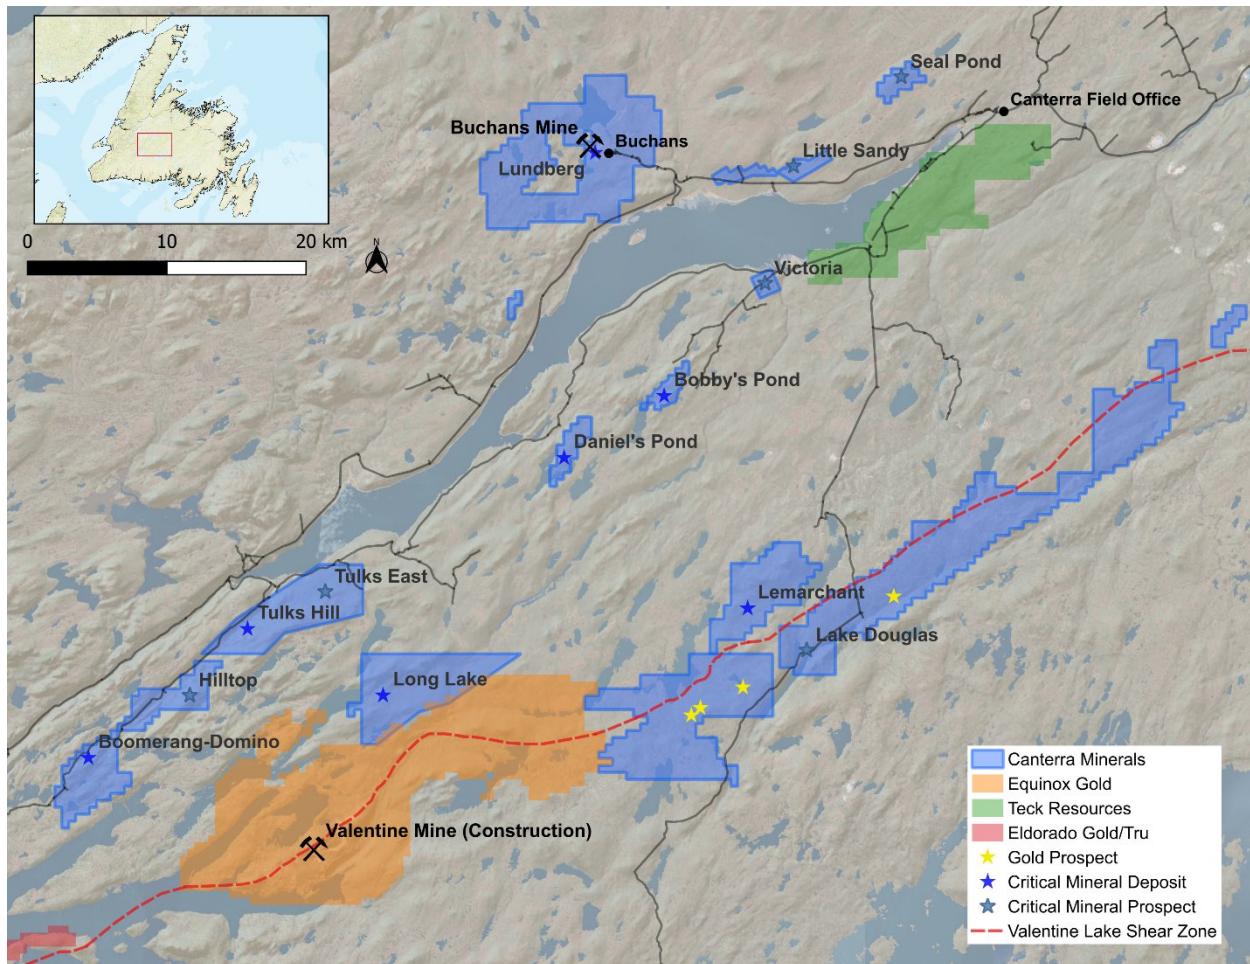 Seal Pond
Canterra Field Office
Buchans Mine
Buchans
Little Sandy
Lundberg
0 10 20 km
N
Victoria
Bobby's Pond
Daniel's Pond
Tulks East
Tulks Hill
Lemarchant
Lake Douglas
Hilltop
Long Lake
Boomerang-Domino
Valentine Mine (Construction)
Canterra Minerals
Equinox Gold
Teck Resources
Eldorado Gold/Tru
Gold Prospect
Critical Mineral Deposit
Critical Mineral Prospect
Valentine Lake Shear Zone